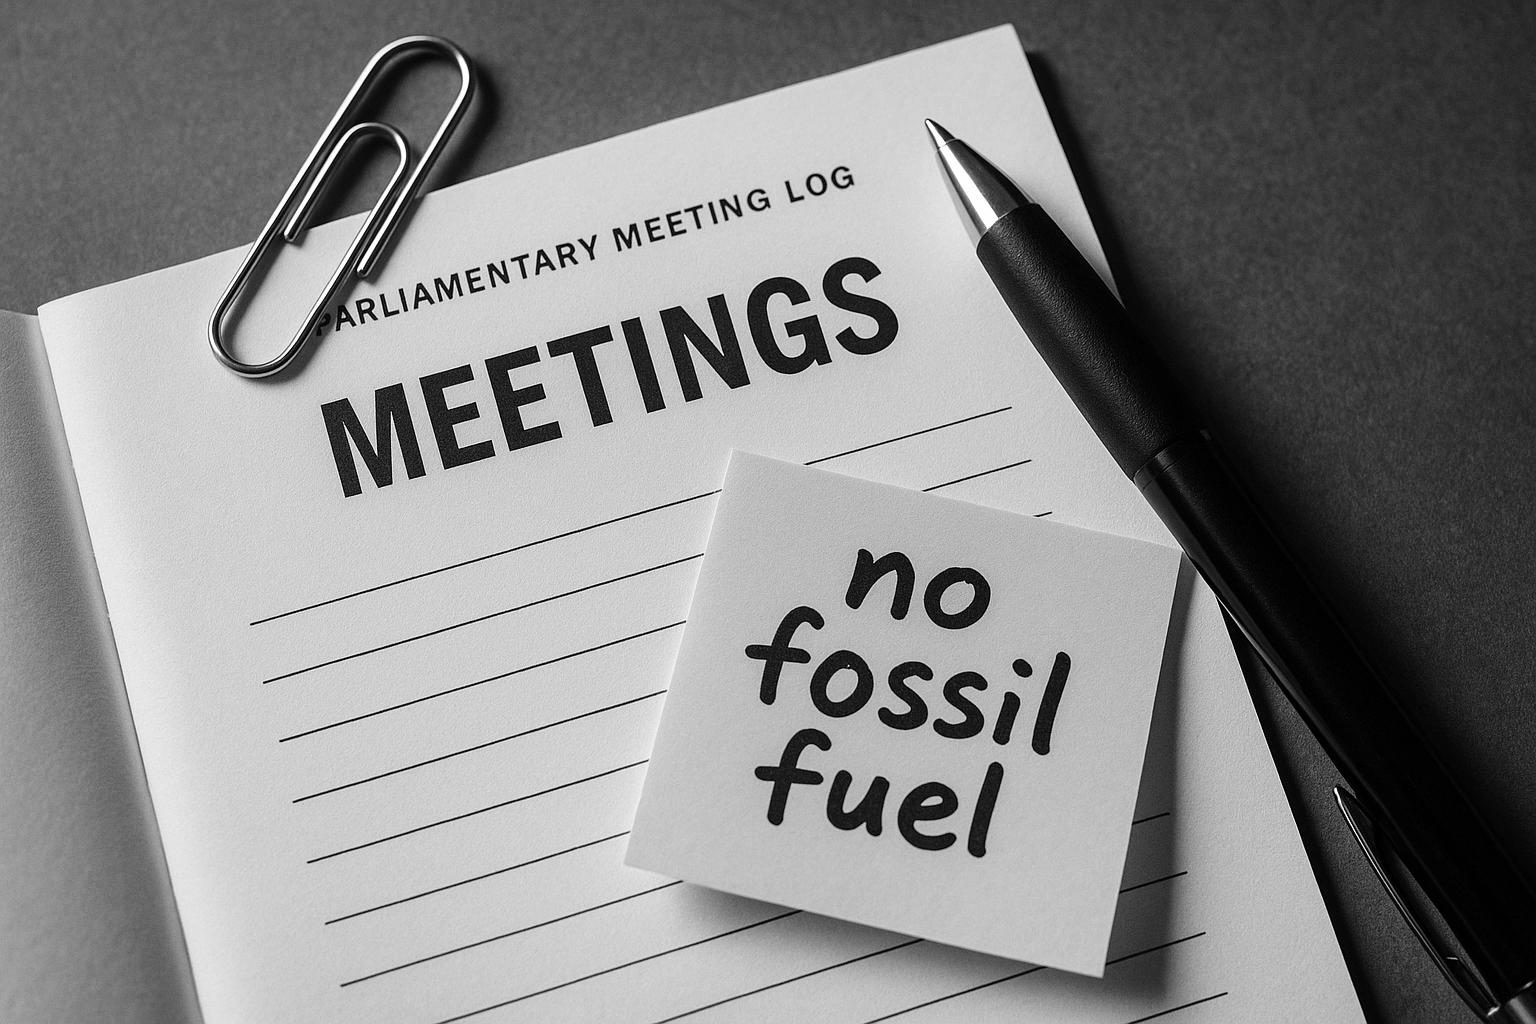 PARLIAMENTARY MEETING LOG
MEETINGS
no
fossil
fuel